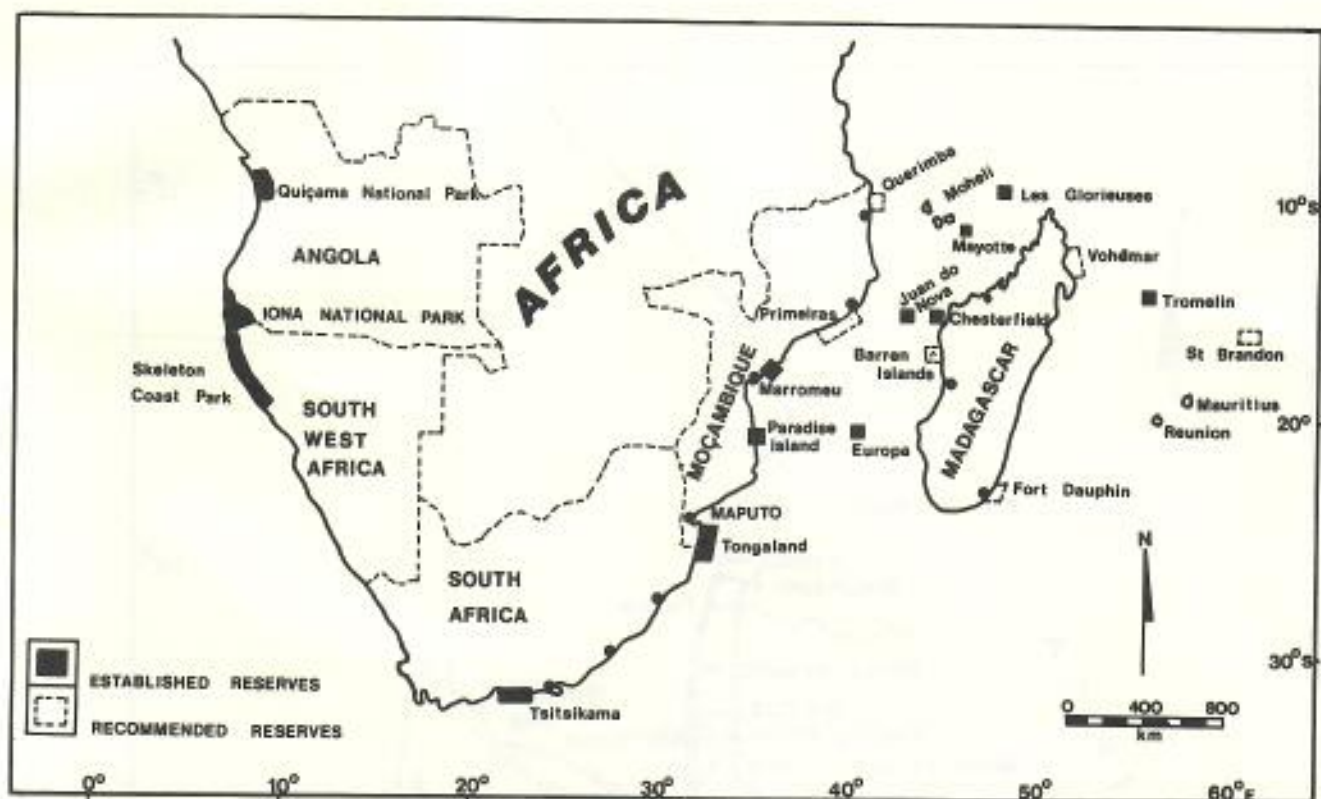 AFRICA
Quiçama National Park
ANGOLA
IONA NATIONAL PARK
Skeleton
Coast Park
SOUTH
WEST
AFRICA
SOUTH
AFRICA
MOÇAMBIQUE
Querimba
Moheli
Les Glorieuses
Mayotte
Vohémar
Juan do
Nova
Primeiras
Chesterfield
Tromelin
Barren
Islands
St Brandon
Marromeu
MADAGASCAR
Mauritius
Reunion
Paradise
Island
Europa
Fort Dauphin
MAPUTO
Tongaland
Tsitsikama
10°S
20°
30°S
N
0 400 800
km
ESTABLISHED RESERVES
RECOMMENDED RESERVES
0° 10° 20° 30° 40° 50° 60°E